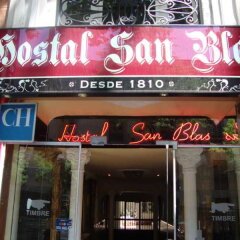 Hostal San Bla
DESDE 1810
CH
Hostal San Blas
TIMBRE
TIMBRE